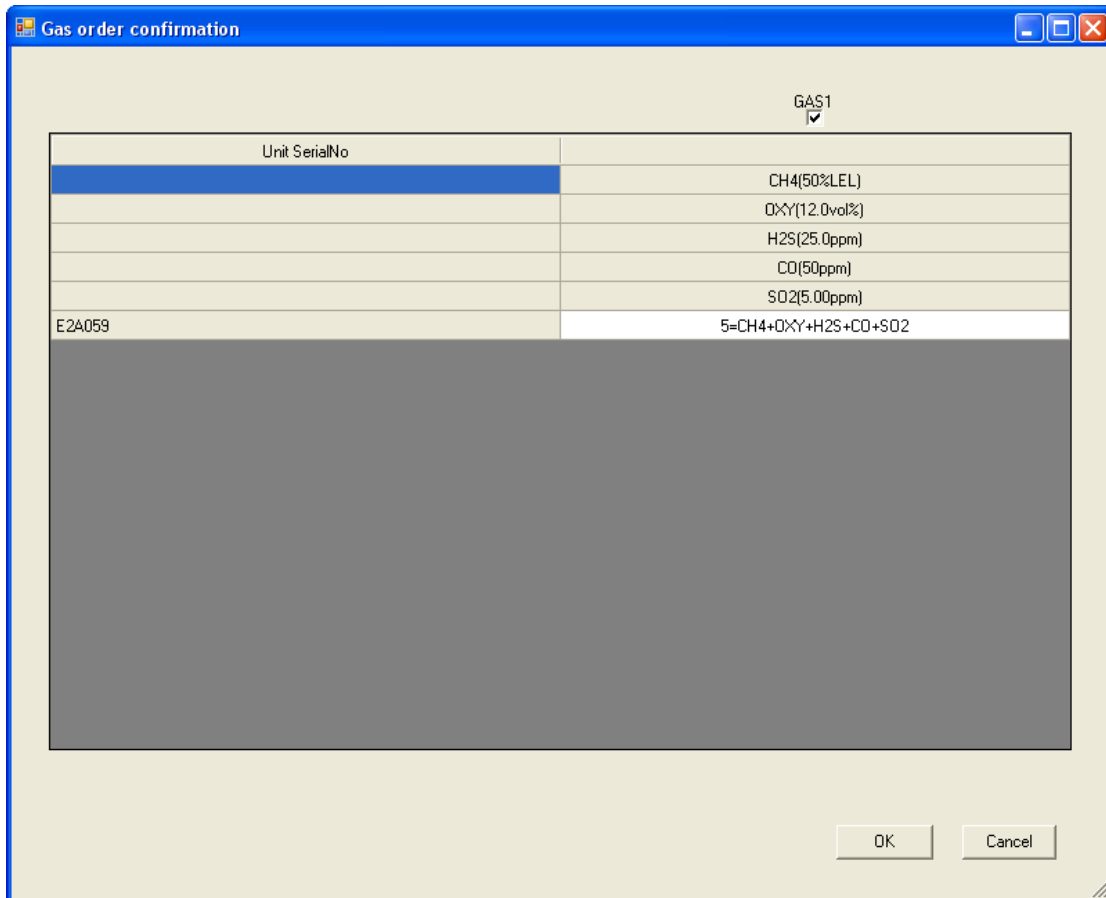 Gas order confirmation
GAS1
Unit SerialNo
CH4(50%LEL)
OXY(12.0vol%)
H2S(25.0ppm)
CO(50ppm)
SO2(5.00ppm)
E2A059 5=CH4+OXY+H2S+CO+SO2
OK Cancel